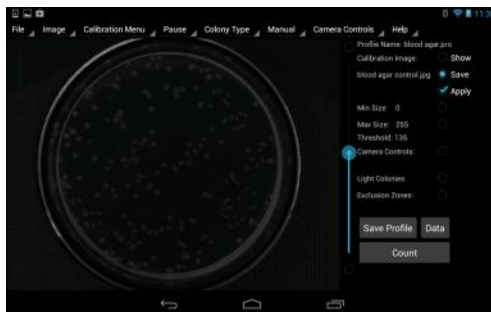 11:3
File Image Calibration Menu Pause Colony Type Manual Camera Controls Help
Profile Name: blood agar.pro
Calibration Image: Show
blood agar control.jpg Save
Apply
Min Size: 0
Max Size: 255
Threshold: 135
Camera Controls:
Light Colonies
Exclusion Zones:
Save Profile Data
Count